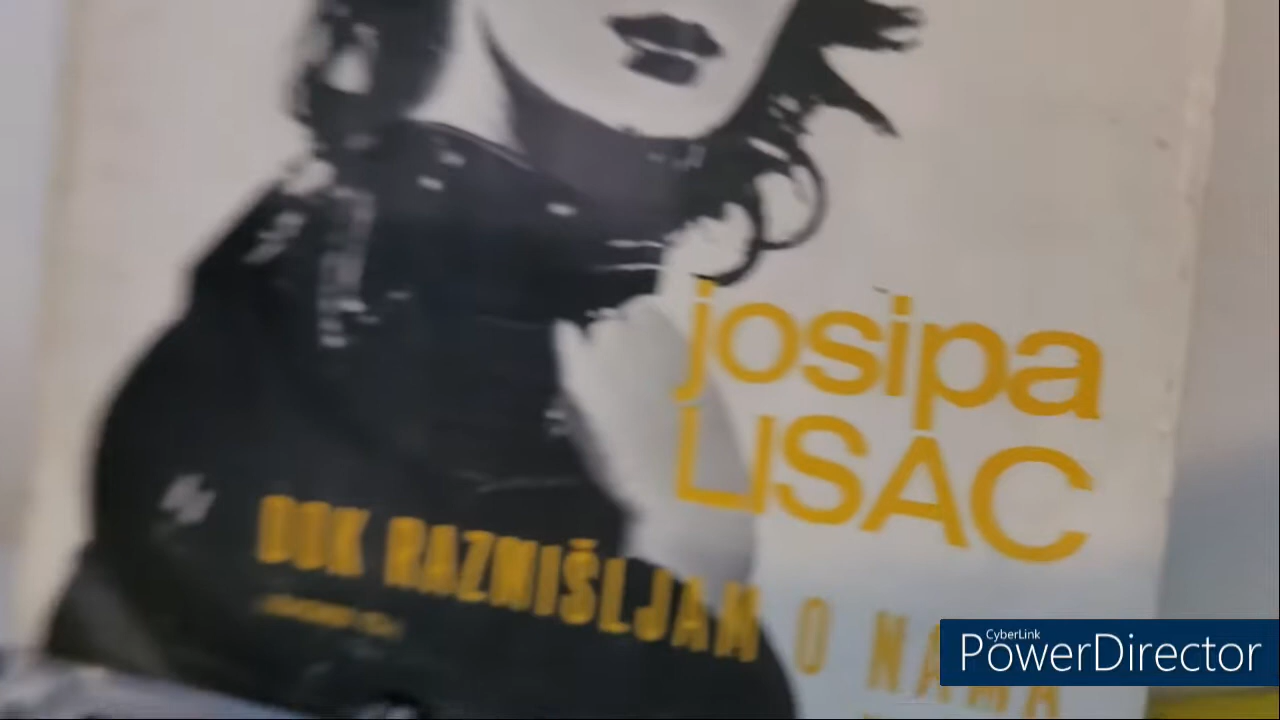 josipa
LISAC
DOK RAZMIŠLJAM O NAMA
CyberLink
PowerDirector